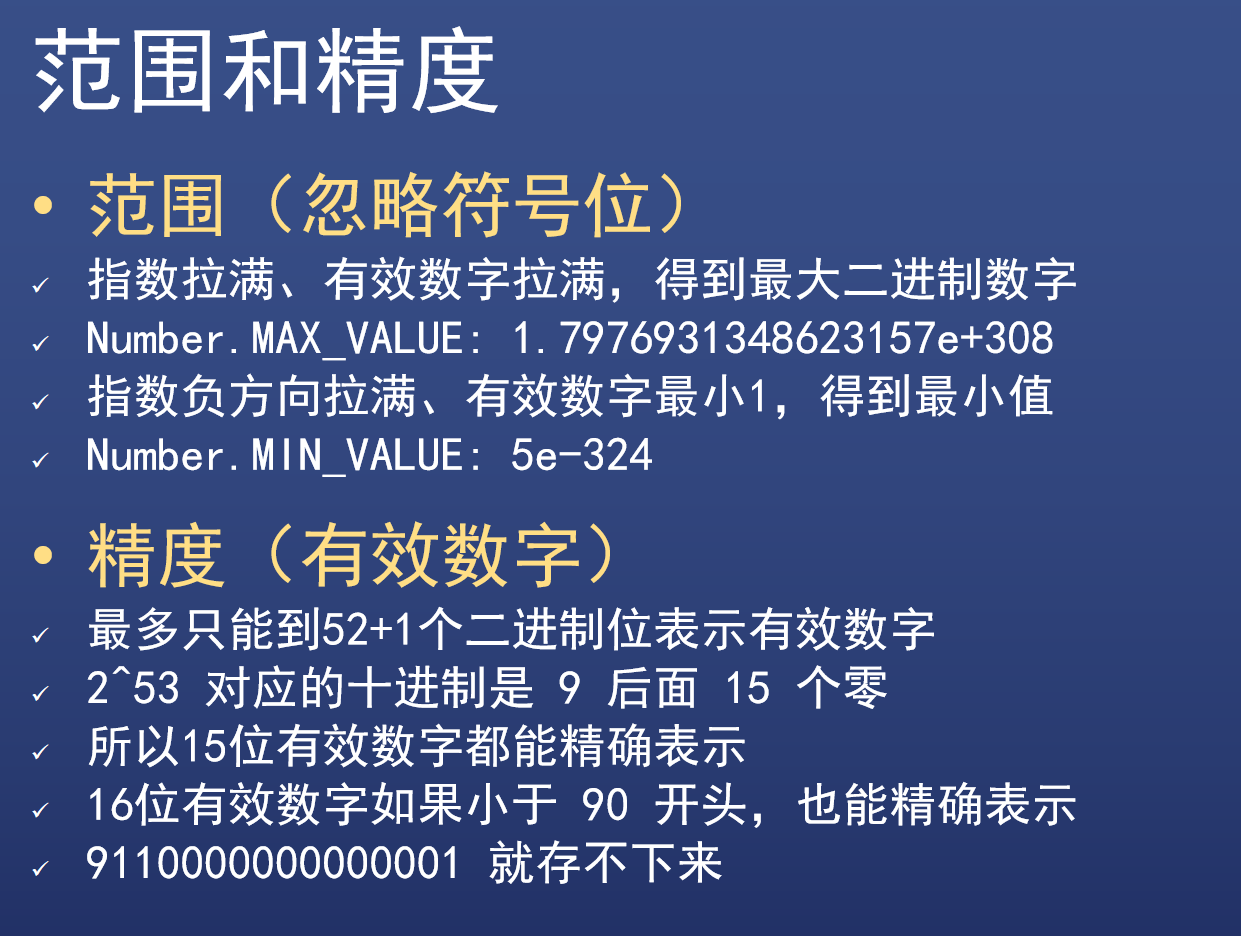 范围和精度
• 范围（忽略符号位）
✓ 指数拉满、有效数字拉满，得到最大二进制数字
✓ Number.MAX_VALUE: 1.7976931348623157e+308
✓ 指数负方向拉满、有效数字最小1，得到最小值
✓ Number.MIN_VALUE: 5e-324
• 精度（有效数字）
✓ 最多只能到52+1个二进制位表示有效数字
✓ 2^53 对应的十进制是 9 后面 15 个零
✓ 所以15位有效数字都能精确表示
✓ 16位有效数字如果小于 90 开头，也能精确表示
✓ 9110000000000001 就存不下来